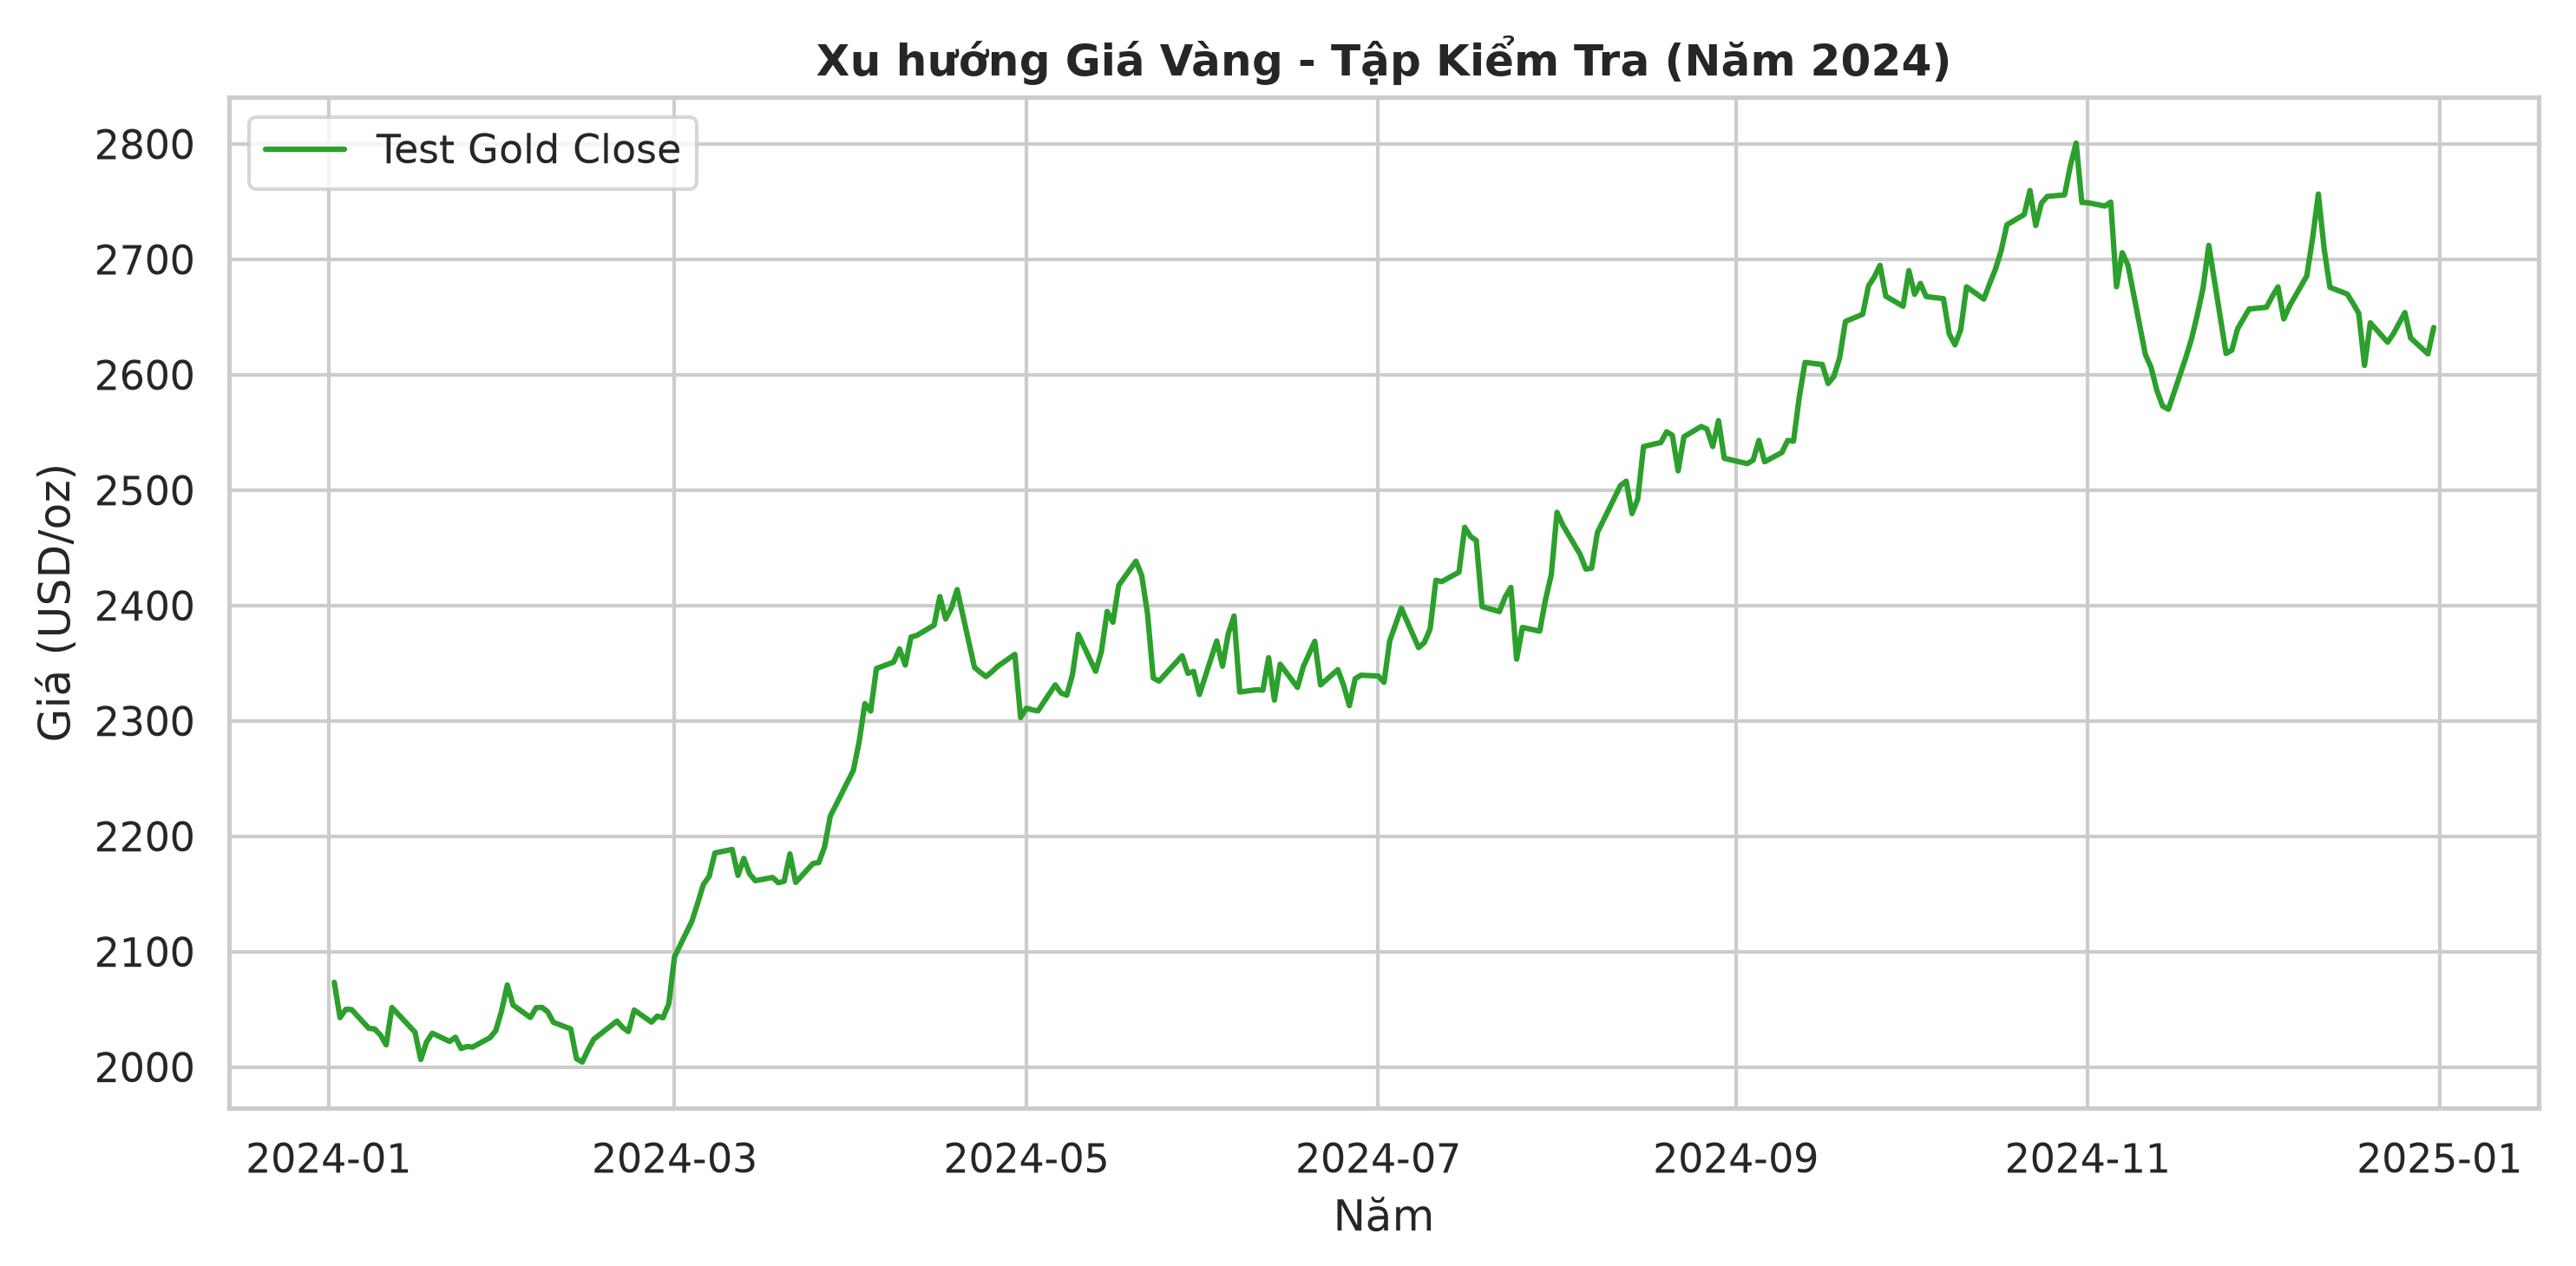 Xu hướng Giá Vàng - Tập Kiểm Tra (Năm 2024)
Test Gold Close
Giá (USD/oz)
2800
2700
2600
2500
2400
2300
2200
2100
2000
2024-01 2024-03 2024-05 2024-07 2024-09 2024-11 2025-01
Năm